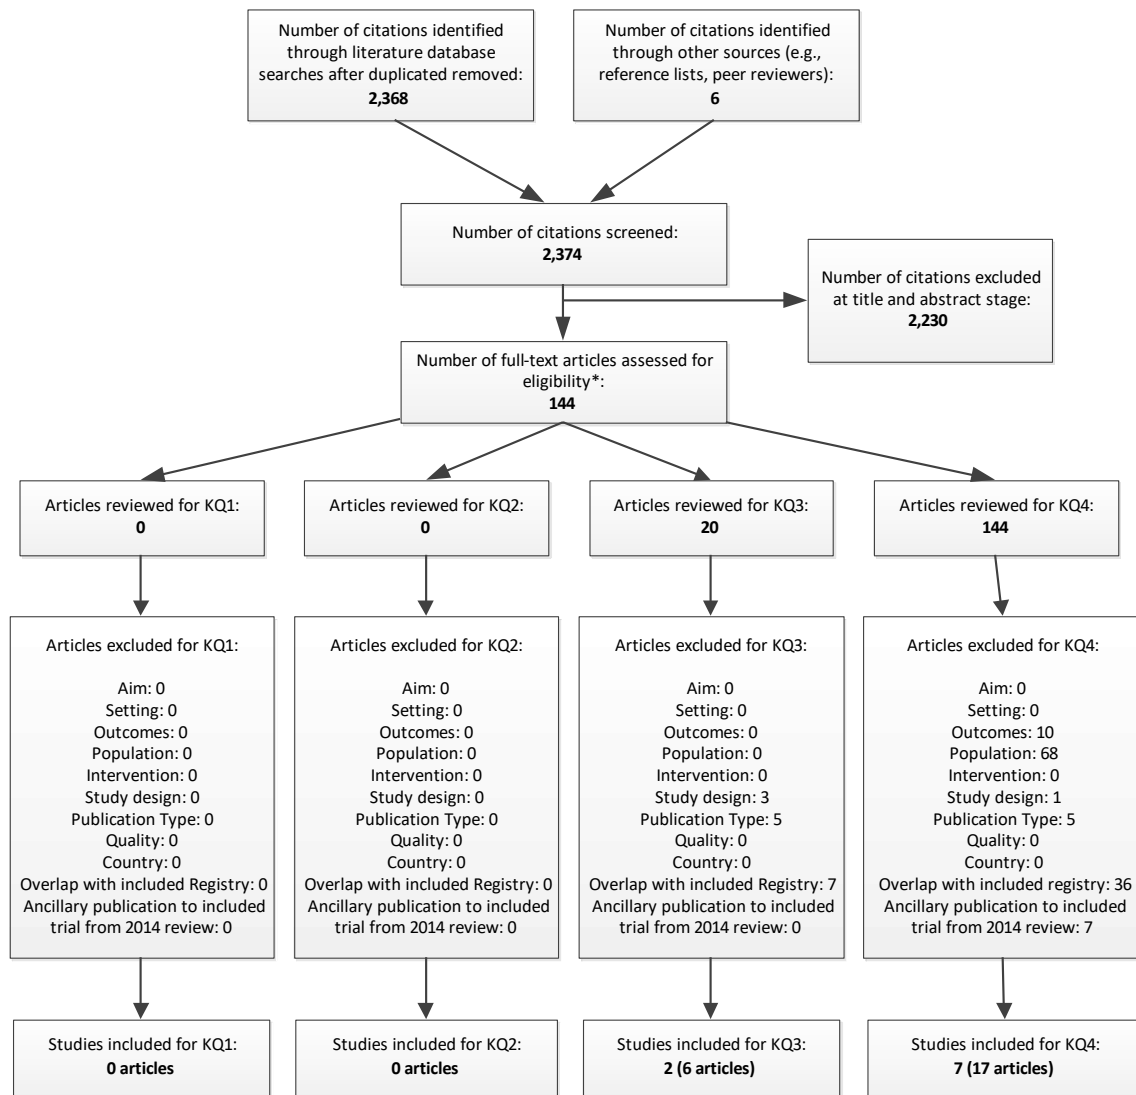 Number of citations identified
through literature database
searches after duplicated removed:
2,368
Number of citations identified
through other sources (e.g.,
reference lists, peer reviewers):
6
Number of citations screened:
2,374
Number of citations excluded
at title and abstract stage:
2,230
Number of full-text articles assessed for
eligibility*:
144
Articles reviewed for KQ1:
0
Articles reviewed for KQ2:
0
Articles reviewed for KQ3:
20
Articles reviewed for KQ4:
144
Articles excluded for KQ1:
Aim: 0
Setting: 0
Outcomes: 0
Population: 0
Intervention: 0
Study design: 0
Publication Type: 0
Quality: 0
Country: 0
Overlap with included Registry: 0
Ancillary publication to included
trial from 2014 review: 0
Articles excluded for KQ2:
Aim: 0
Setting: 0
Outcomes: 0
Population: 0
Intervention: 0
Study design: 0
Publication Type: 0
Quality: 0
Country: 0
Overlap with included Registry: 0
Ancillary publication to included
trial from 2014 review: 0
Articles excluded for KQ3:
Aim: 0
Setting: 0
Outcomes: 0
Population: 0
Intervention: 0
Study design: 3
Publication Type: 5
Quality: 0
Country: 0
Overlap with included Registry: 7
Ancillary publication to included
trial from 2014 review: 0
Articles excluded for KQ4:
Aim: 0
Setting: 0
Outcomes: 10
Population: 68
Intervention: 0
Study design: 1
Publication Type: 5
Quality: 0
Country: 0
Overlap with included registry: 36
Ancillary publication to included
trial from 2014 review: 7
Studies included for KQ1:
0 articles
Studies included for KQ2:
0 articles
Studies included for KQ3:
2 (6 articles)
Studies included for KQ4:
7 (17 articles)